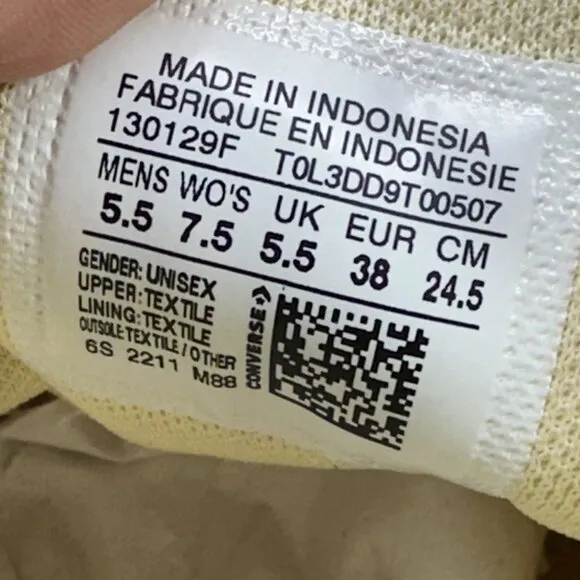 MADE IN INDONESIA
FABRIQUE EN INDONESIE
130129F T0L3DD9T00507
MENS WO'S UK EUR CM
5.5 7.5 5.5 38 24.5
GENDER: UNISEX
UPPER: TEXTILE
LINING: TEXTILE
OUTSOLE: TEXTILE / OTHER
6S 2211 M88
CONVERSE